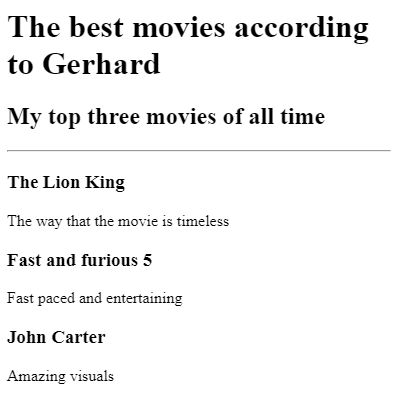 The best movies according
to Gerhard
My top three movies of all time
The Lion King
The way that the movie is timeless
Fast and furious 5
Fast paced and entertaining
John Carter
Amazing visuals